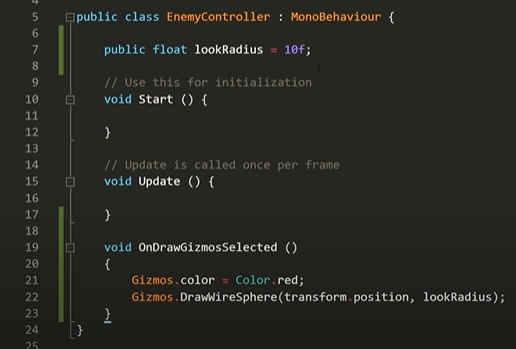 5 public class EnemyController : MonoBehaviour {
6
7 public float lookRadius = 10f;
8
9 // Use this for initialization
10 void Start () {
11
12 }
13
14 // Update is called once per frame
15 void Update () {
16
17 }
18
19 void OnDrawGizmosSelected ()
20 {
21 Gizmos.color = Color.red;
22 Gizmos.DrawWireSphere(transform.position, lookRadius);
23 }
24 }
25